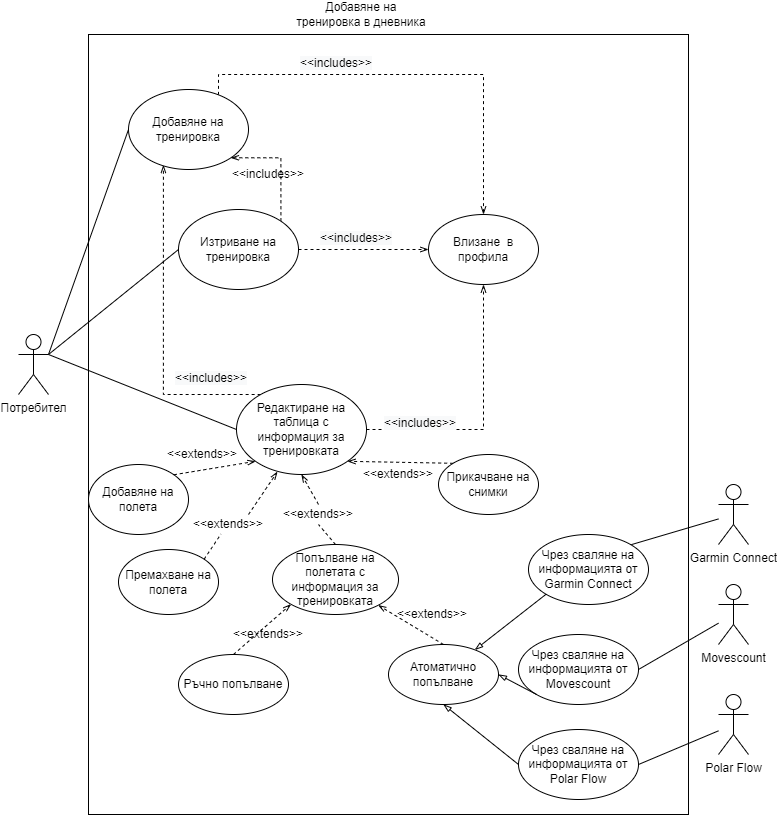 Добавяне на
тренировка в дневника
<<includes>>
Добавяне на
тренировка
<<includes>>
Изтриване на
тренировка
<<includes>>
Влизане в
профила
Потребител
<<includes>>
Редактиране на
таблица с
информация за
тренировката
<<includes>>
<<extends>>
<<extends>>
Прикачване на
снимки
Добавяне на
полета
<<extends>>
<<extends>>
Премахване на
полета
Попълване на
полетата с
информация за
тренировката
Чрез сваляне на
информацията от
Garmin Connect
Garmin Connect
<<extends>>
<<extends>>
Ръчно попълване
Атоматично
попълване
Чрез сваляне на
информацията от
Movescount
Movescount
Чрез сваляне на
информацията от
Polar Flow
Polar Flow